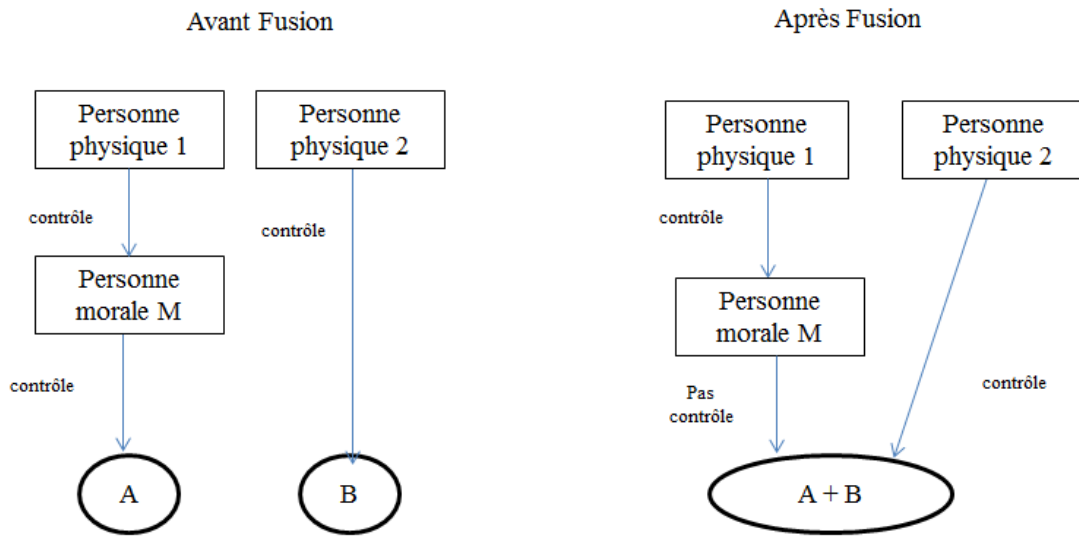 Avant Fusion
Personne
physique 1
Personne
physique 2
contrôle
contrôle
Personne
morale M
contrôle
A
B
Après Fusion
Personne
physique 1
Personne
physique 2
contrôle
Personne
morale M
Pas
contrôle
contrôle
A + B